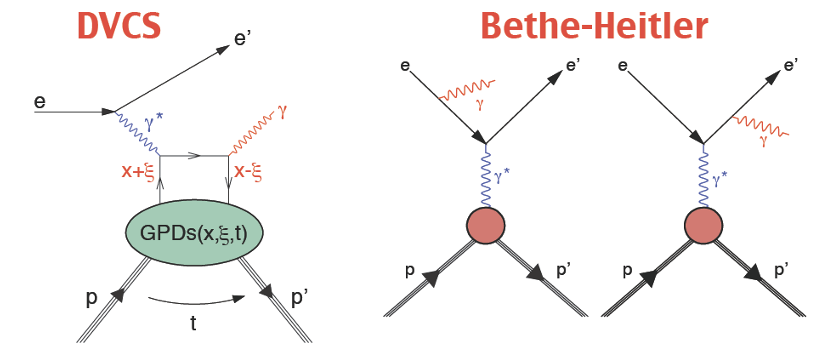 DVCS
e
e'
γ*
γ
x+ξ
x-ξ
GPDs(x,ξ,t)
p
p'
t
Bethe-Heitler
e
γ
e'
γ*
p
p'
e
e'
γ
γ*
p
p'